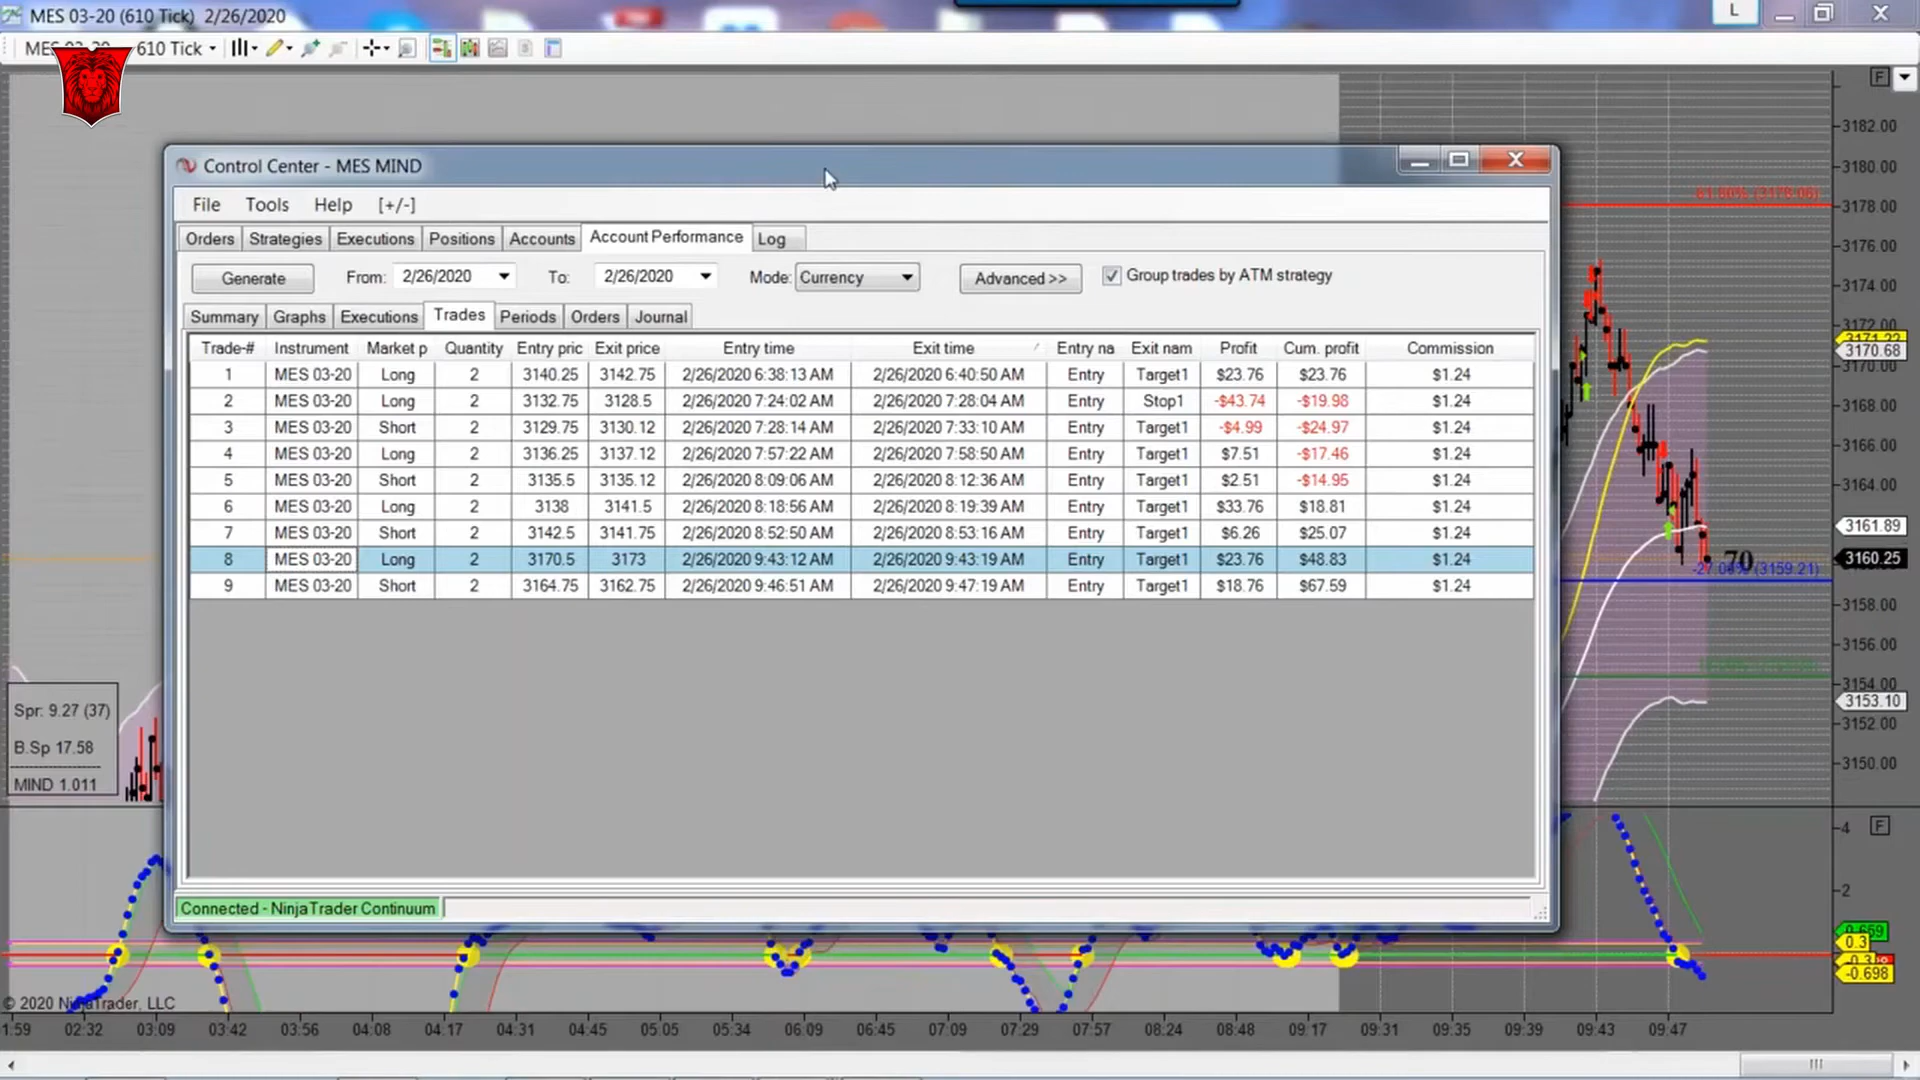 MES 03-20 (610 Tick) 2/26/2020
L
MES 03-20 610 Tick
F
Control Center - MES MIND
File Tools Help [+/-]
Orders Strategies Executions Positions Accounts Account Performance Log
Generate From: 2/26/2020 To: 2/26/2020 Mode: Currency Advanced >> Group trades by ATM strategy
Summary Graphs Executions Trades Periods Orders Journal
Trade-# Instrument Market p Quantity Entry pric Exit price Entry time Exit time Entry na Exit nam Profit Cum. profit Commission
1 MES 03-20 Long 2 3140.25 3142.75 2/26/2020 6:38:13 AM 2/26/2020 6:40:50 AM Entry Target1 $23.76 $23.76 $1.24
2 MES 03-20 Long 2 3132.75 3128.5 2/26/2020 7:24:02 AM 2/26/2020 7:28:04 AM Entry Stop1 -$43.74 -$19.98 $1.24
3 MES 03-20 Short 2 3129.75 3130.12 2/26/2020 7:28:14 AM 2/26/2020 7:33:10 AM Entry Target1 -$4.99 -$24.97 $1.24
4 MES 03-20 Long 2 3136.25 3137.12 2/26/2020 7:57:22 AM 2/26/2020 7:58:50 AM Entry Target1 $7.51 -$17.46 $1.24
5 MES 03-20 Short 2 3135.5 3135.12 2/26/2020 8:09:06 AM 2/26/2020 8:12:36 AM Entry Target1 $2.51 -$14.95 $1.24
6 MES 03-20 Long 2 3138 3141.5 2/26/2020 8:18:56 AM 2/26/2020 8:19:39 AM Entry Target1 $33.76 $18.81 $1.24
7 MES 03-20 Short 2 3142.5 3141.75 2/26/2020 8:52:50 AM 2/26/2020 8:53:16 AM Entry Target1 $6.26 $25.07 $1.24
8 MES 03-20 Long 2 3170.5 3173 2/26/2020 9:43:12 AM 2/26/2020 9:43:19 AM Entry Target1 $23.76 $48.83 $1.24
9 MES 03-20 Short 2 3164.75 3162.75 2/26/2020 9:46:51 AM 2/26/2020 9:47:19 AM Entry Target1 $18.76 $67.59 $1.24
Connected - NinjaTrader Continuum
3182.00
3180.00
61.80% (3178.06)
3178.00
3176.00
3174.00
3172.00
3170.68
3170.00
3168.00
3166.00
3164.00
3161.89
70
3160.25
(3159.21)
3158.00
3156.00
3154.00
3153.10
3152.00
3150.00
Spr: 9.27 (37)
B.Sp 17.58
MIND 1.011
4
F
2
0.659
0.3
-0.698
© 2020 NinjaTrader, LLC
1:59 02:32 03:09 03:42 03:56 04:08 04:17 04:31 04:45 05:05 05:34 06:09 06:45 07:09 07:29 07:57 08:24 08:48 09:17 09:31 09:35 09:39 09:43 09:47